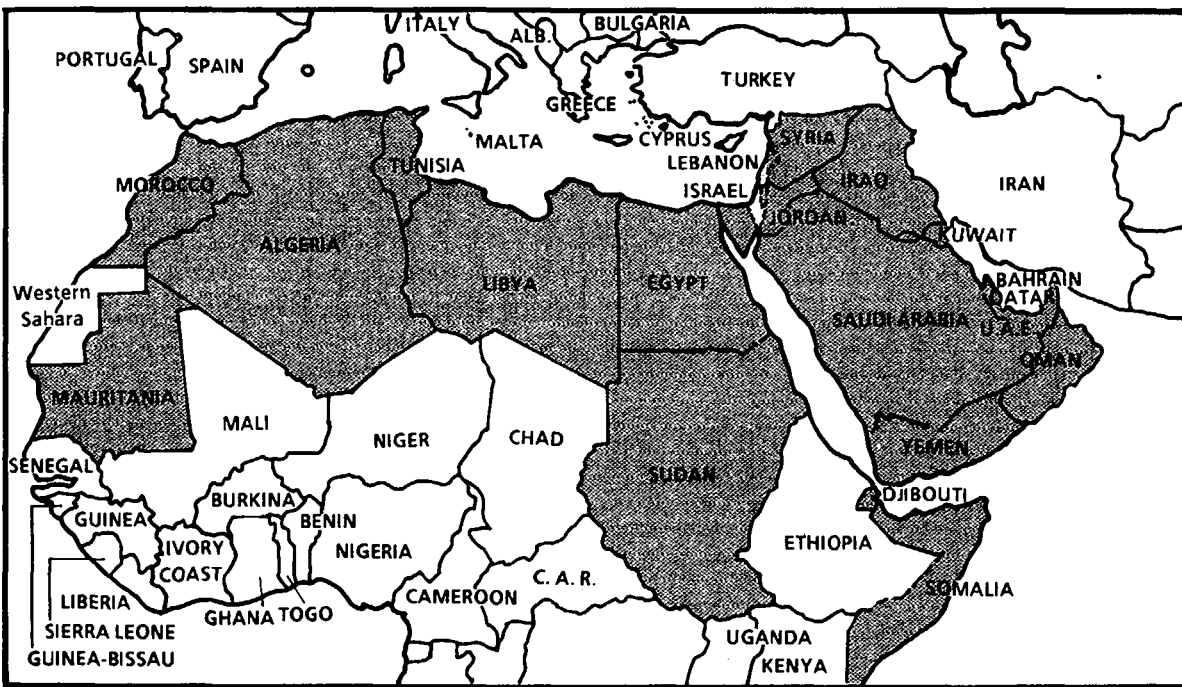 ITALY
ALB.
BULGARIA
PORTUGAL
SPAIN
TURKEY
GREECE
MALTA
CYPRUS
SYRIA
TUNISIA
LEBANON
MOROCCO
ISRAEL
IRAQ
IRAN
JORDAN
ALGERIA
KUWAIT
LIBYA
EGYPT
BAHRAIN
Western
Sahara
QATAR
SAUDI ARABIA
U.A.E.
OMAN
MAURITANIA
MALI
NIGER
CHAD
YEMEN
SENEGAL
SUDAN
BURKINA
DJIBOUTI
GUINEA
BENIN
IVORY
COAST
NIGERIA
ETHIOPIA
C. A. R.
SOMALIA
LIBERIA
GHANA
TOGO
CAMEROON
SIERRA LEONE
UGANDA
GUINEA-BISSAU
KENYA